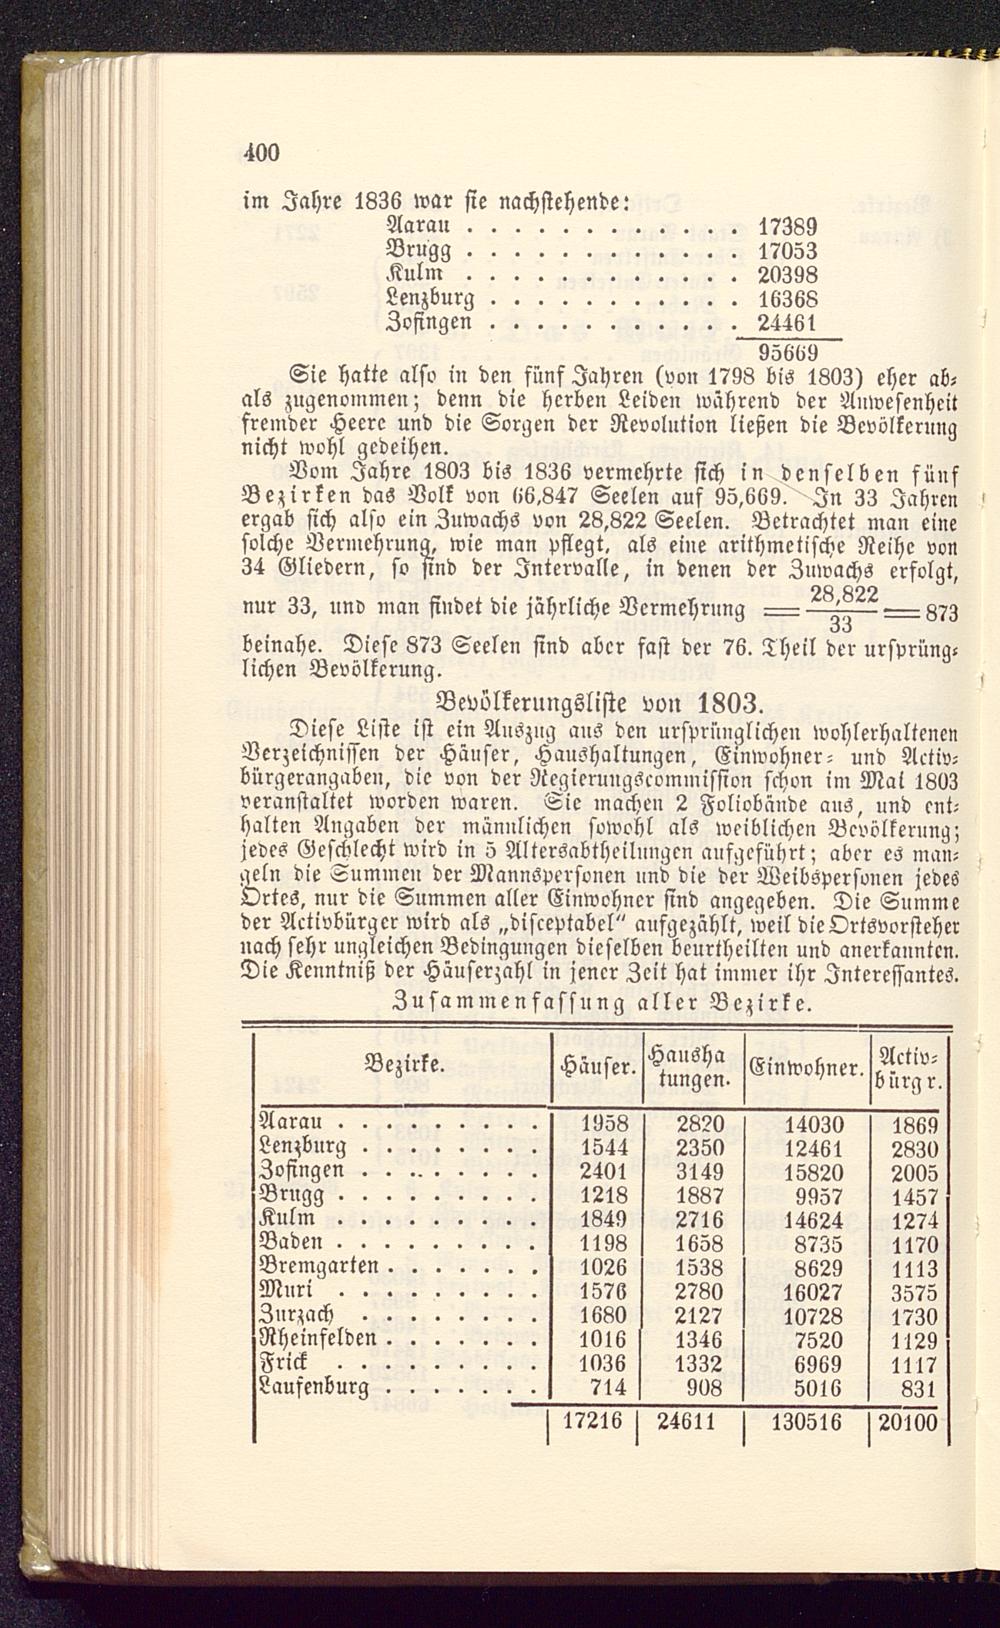 400
im Jahre 1836 war sie nachstehende:
Aarau . . . . . . . . . . . . 17389
Brugg . . . . . . . . . . . . 17053
Kulm . . . . . . . . . . . . 20398
Lenzburg . . . . . . . . . . . 16368
Zofingen . . . . . . . . . . . 24461
95669
Sie hatte also in den fünf Jahren (von 1798 bis 1803) eher ab-
als zugenommen; denn die herben Leiden während der Anwesenheit
fremder Heere und die Sorgen der Revolution ließen die Bevölkerung
nicht wohl gedeihen.
Vom Jahre 1803 bis 1836 vermehrte sich in denselben fünf
Bezirken das Volk von 66,847 Seelen auf 95,669. In 33 Jahren
ergab sich also ein Zuwachs von 28,822 Seelen. Betrachtet man eine
solche Vermehrung, wie man pflegt, als eine arithmetische Reihe von
34 Gliedern, so sind der Intervalle, in denen der Zuwachs erfolgt,
nur 33, und man findet die jährliche Vermehrung = 28,822/33 = 873
beinahe. Diese 873 Seelen sind aber fast der 76. Theil der ursprüng-
lichen Bevölkerung.
Bevölkerungsliste von 1803.
Diese Liste ist ein Auszug aus den ursprünglichen wohlerhaltenen
Verzeichnissen der Häuser, Haushaltungen, Einwohner- und Activ-
bürgerangaben, die von der Regierungscommission schon im Mai 1803
veranstaltet worden waren. Sie machen 2 Foliobände aus, und ent-
halten Angaben der männlichen sowohl als weiblichen Bevölkerung;
jedes Geschlecht wird in 5 Altersabtheilungen aufgeführt; aber es man-
geln die Summen der Mannspersonen und die der Weibspersonen jedes
Ortes, nur die Summen aller Einwohner sind angegeben. Die Summe
der Activbürger wird als „disceptabel“ aufgezählt, weil die Ortsvorsteher
nach sehr ungleichen Bedingungen dieselben beurtheilten und anerkannten.
Die Kenntniß der Häuserzahl in jener Zeit hat immer ihr Interessantes.
Zusammenfassung aller Bezirke.
Bezirke. Häuser. Hausha tungen. Einwohner. Activ- bürg r.
Aarau . . . . . . . . . 1958 2820 14030 1869
Lenzburg . . . . . . . . 1544 2350 12461 2830
Zofingen . . . . . . . . 2401 3149 15820 2005
Brugg . . . . . . . . . 1218 1887 9957 1457
Kulm . . . . . . . . . 1849 2716 14624 1274
Baden . . . . . . . . . 1198 1658 8735 1170
Bremgarten . . . . . . . 1026 1538 8629 1113
Muri . . . . . . . . . 1576 2780 16027 3575
Zurzach . . . . . . . . 1680 2127 10728 1730
Rheinfelden . . . . . . . 1016 1346 7520 1129
Frick . . . . . . . . . 1036 1332 6969 1117
Laufenburg . . . . . . . 714 908 5016 831
17216 24611 130516 20100